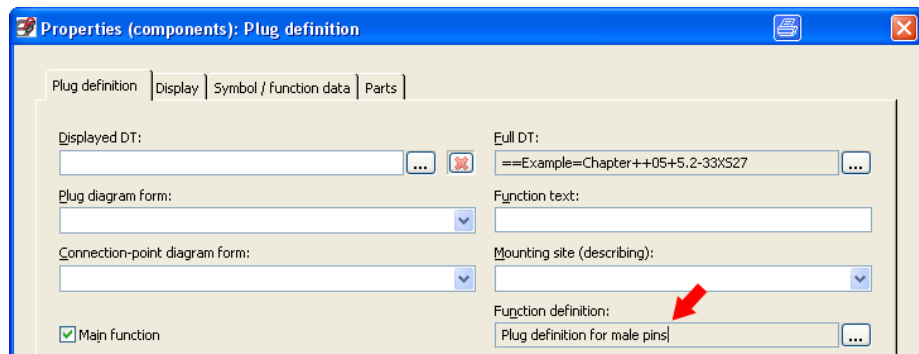 Properties (components): Plug definition
Plug definition Display Symbol / function data Parts
Displayed DT:
...
Full DT:
==Example=Chapter++05+5.2-33XS27 ...
Plug diagram form:
Function text:
Connection-point diagram form:
Mounting site (describing):
Function definition:
Main function
Plug definition for male pins ...